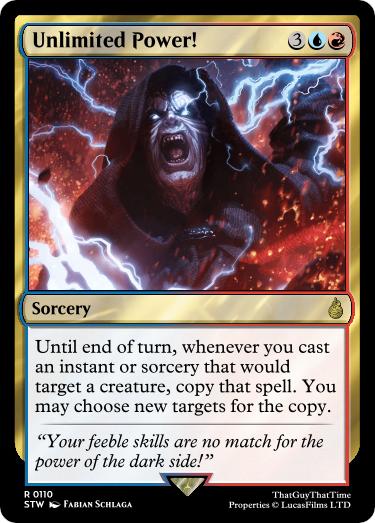 Unlimited Power! 3
Sorcery
Until end of turn, whenever you cast
an instant or sorcery that would
target a creature, copy that spell. You
may choose new targets for the copy.
“Your feeble skills are no match for the
power of the dark side!”
R 0110
ThatGuyThatTime
STW Fabian Schlaga
Properties © LucasFilms LTD